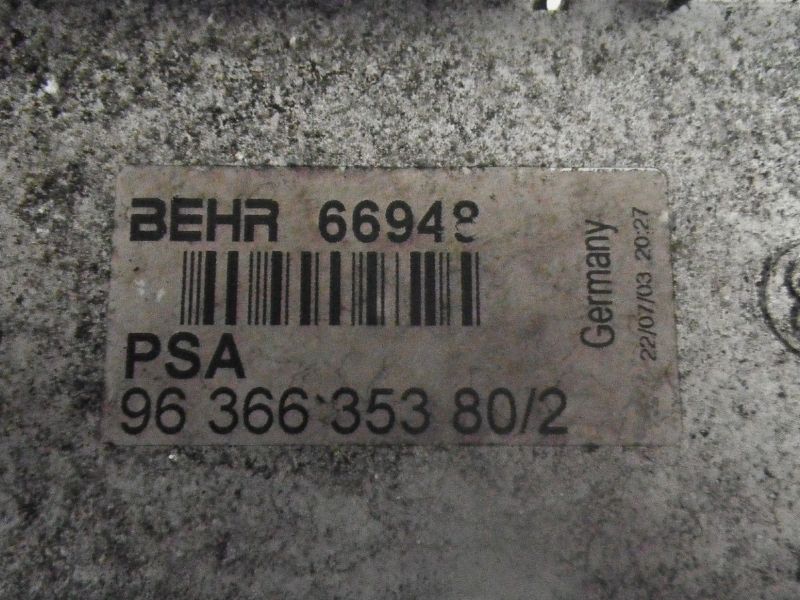 BEHR 66948
PSA
96 366 353 80/2
Germany
22/07/03 20:27